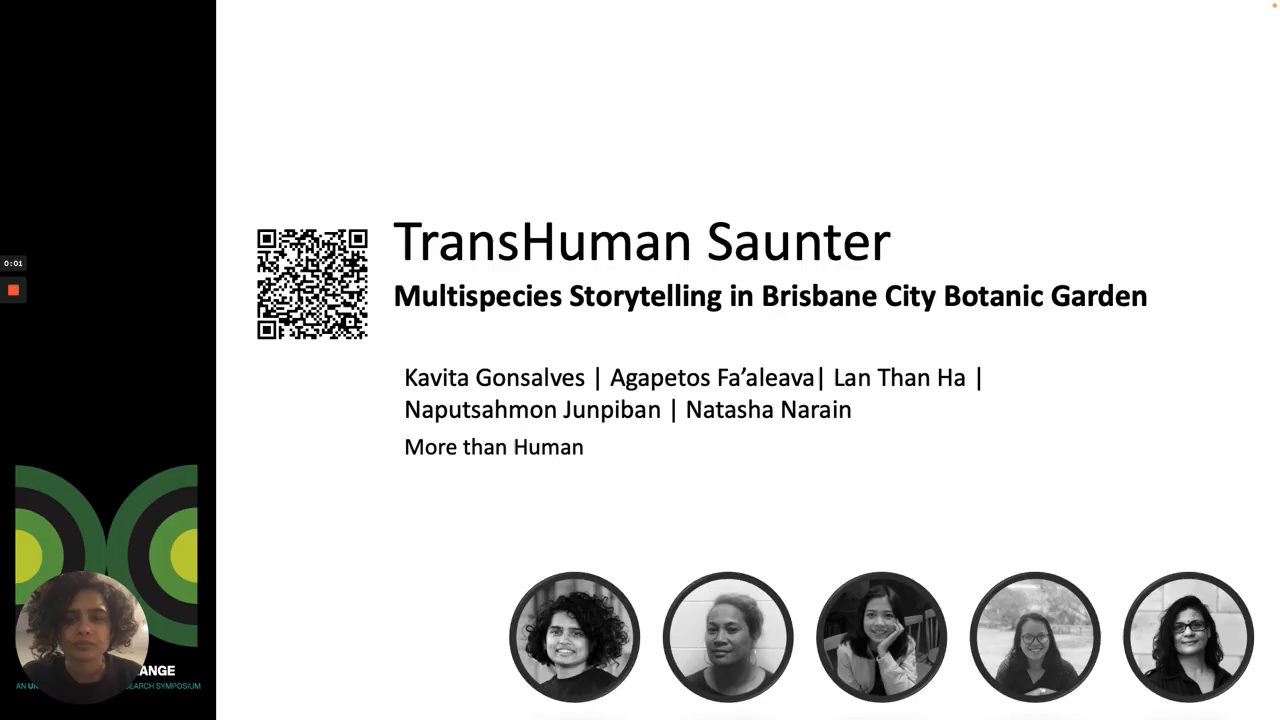 0:01
TransHuman Saunter
Multispecies Storytelling in Brisbane City Botanic Garden
Kavita Gonsalves | Agapetos Fa’aleava| Lan Than Ha |
Naputsahmon Junpiban | Natasha Narain
More than Human
ANGE
AN UN
SYMPOSIUM